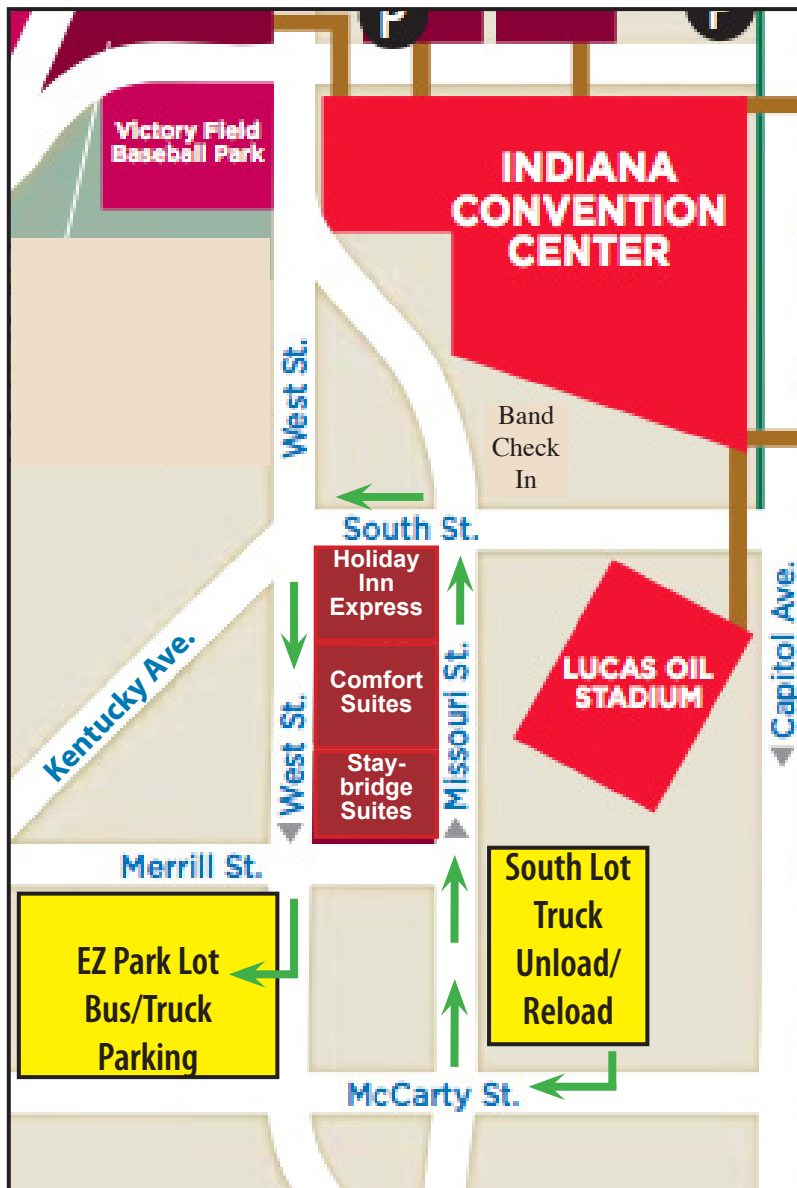 P
P
Victory Field
Baseball Park
INDIANA
CONVENTION
CENTER
West St.
Band
Check
In
South St.
Holiday
Inn
Express
Comfort
Suites
Stay-
bridge
Suites
Kentucky Ave.
West St.
Missouri St.
LUCAS OIL
STADIUM
Capitol Ave.
Merrill St.
South Lot
Truck
Unload/
Reload
EZ Park Lot
Bus/Truck
Parking
McCarty St.